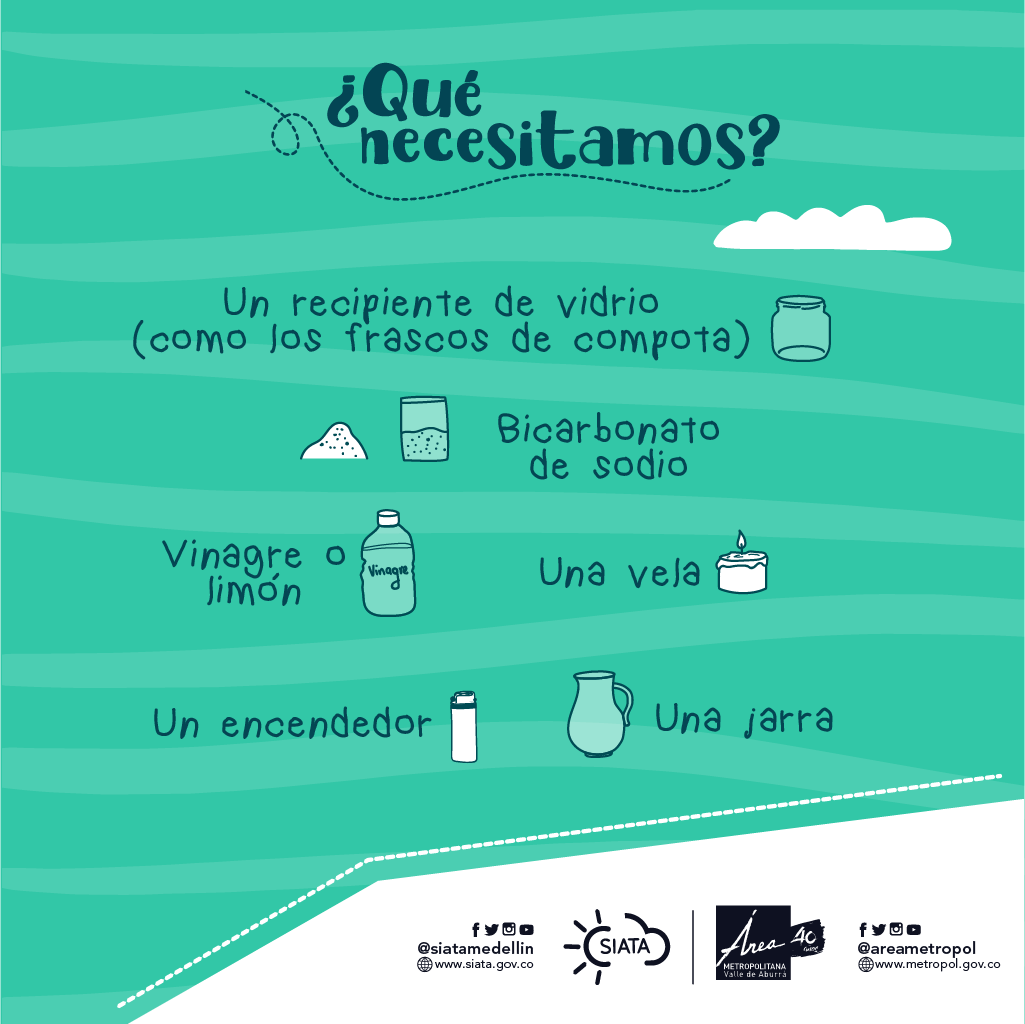 ¿Qué
necesitamos?
Un recipiente de vidrio
(como los frascos de compota)
Bicarbonato
de sodio
Vinagre o
limón
Vinagre
Una vela
Un encendedor
Una jarra
@siatamedellin
www.siata.gov.co
SIATA
Área 40
METROPOLITANA
Valle de Aburrá
@areametropol
www.metropol.gov.co